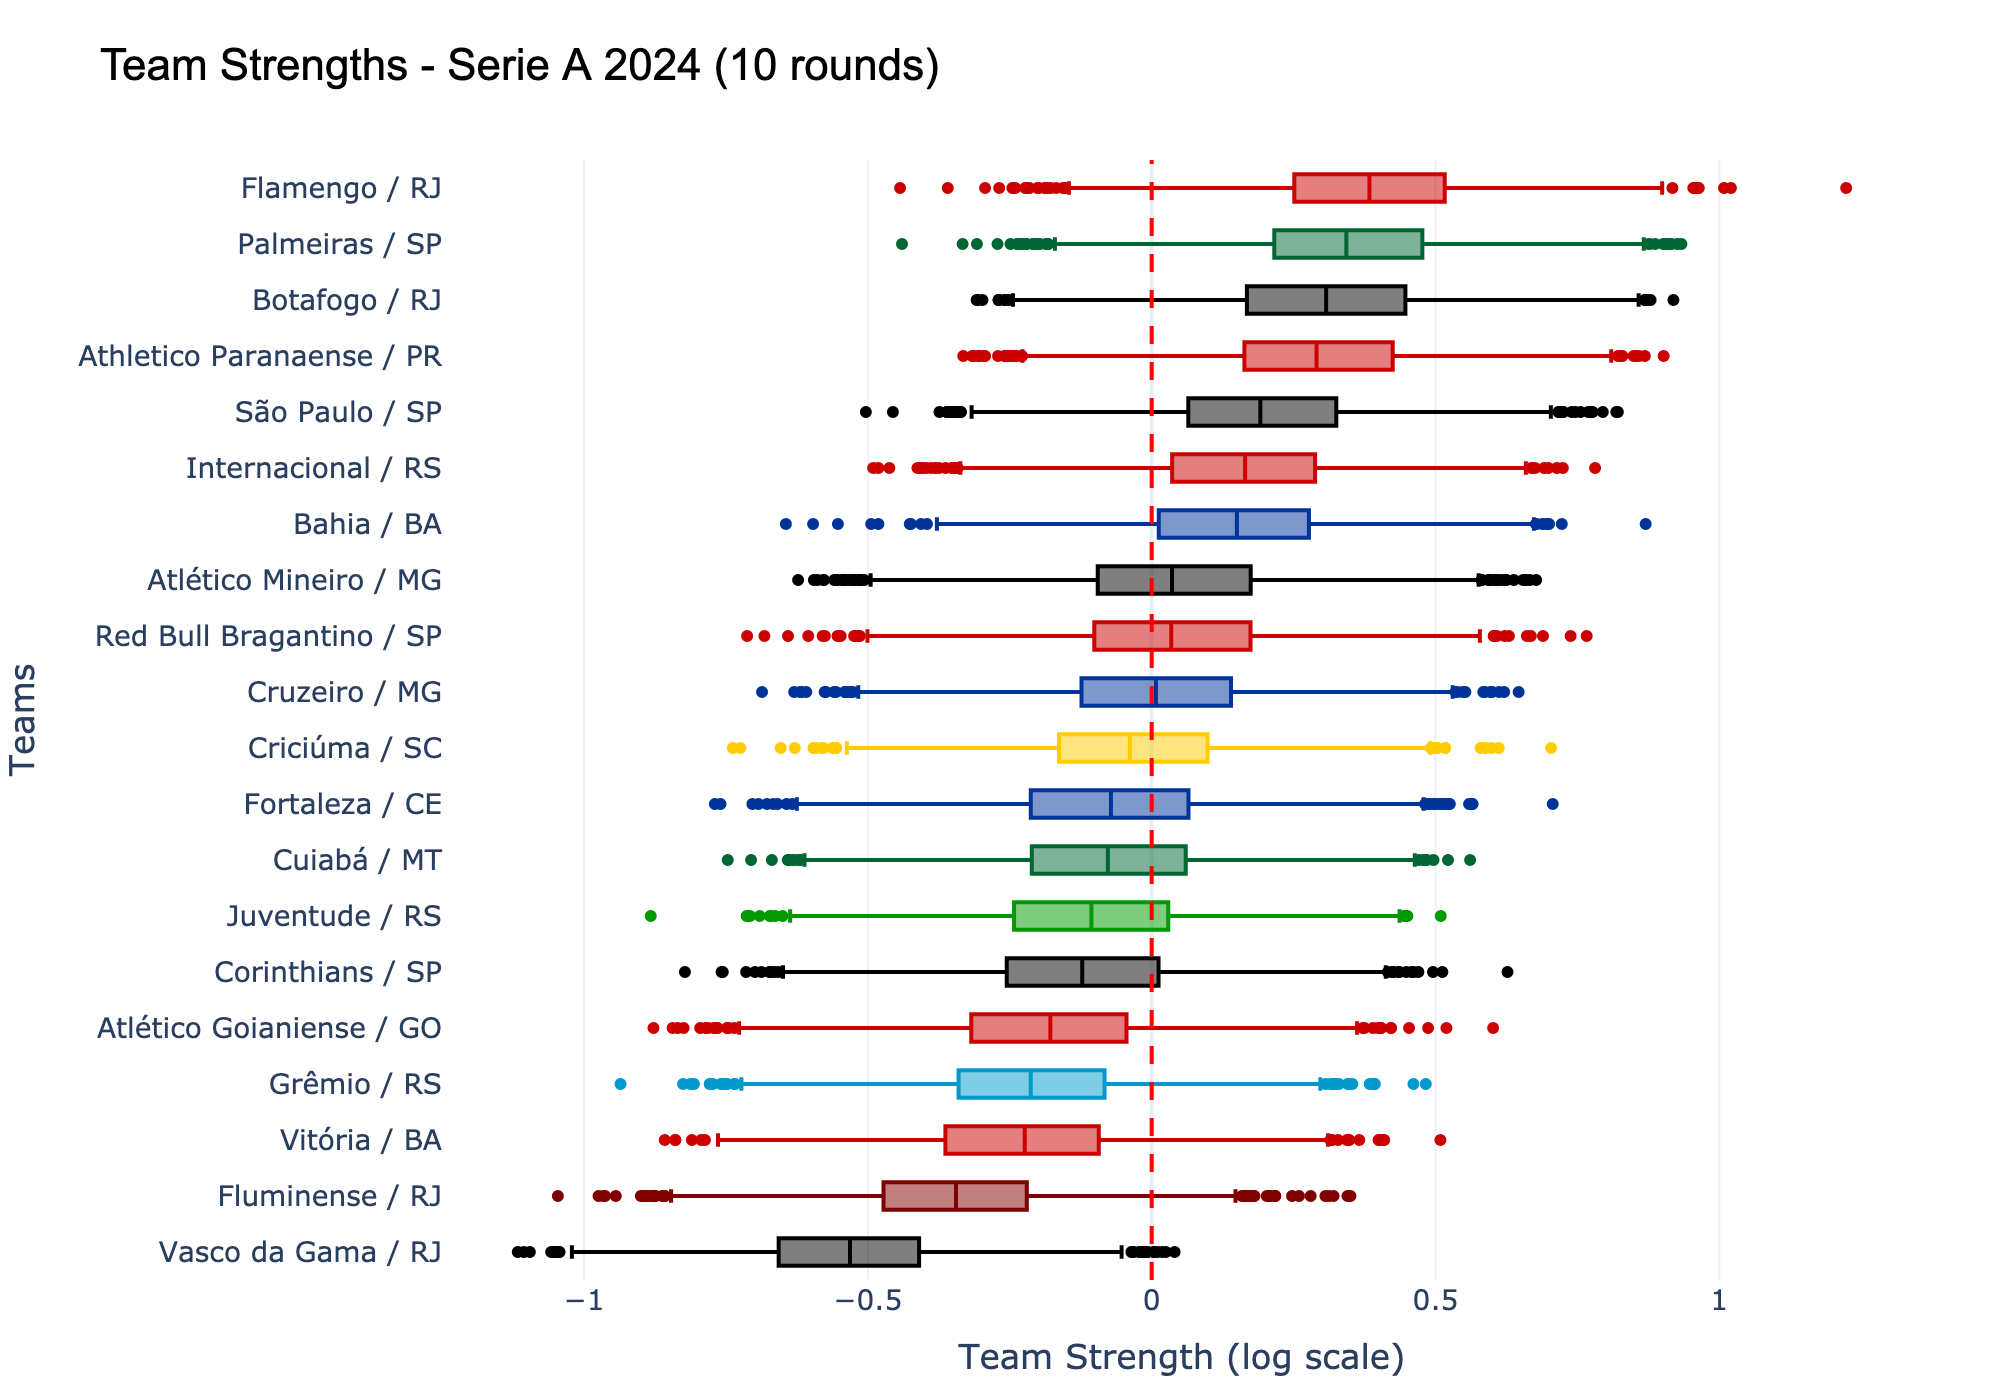 Team Strengths - Serie A 2024 (10 rounds)
Flamengo / RJ
Palmeiras / SP
Botafogo / RJ
Athletico Paranaense / PR
São Paulo / SP
Internacional / RS
Bahia / BA
Atlético Mineiro / MG
Red Bull Bragantino / SP
Cruzeiro / MG
Criciúma / SC
Fortaleza / CE
Cuiabá / MT
Juventude / RS
Corinthians / SP
Atlético Goianiense / GO
Grêmio / RS
Vitória / BA
Fluminense / RJ
Vasco da Gama / RJ
Teams
−1
−0.5
0
0.5
1
Team Strength (log scale)